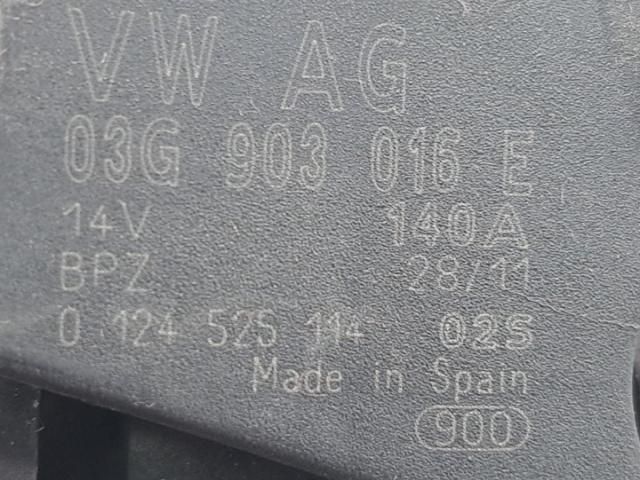 VW AG
03G 903 016 E
14V 140A
BPZ 28/11
0 124 525 114 02S
Made in Spain
900